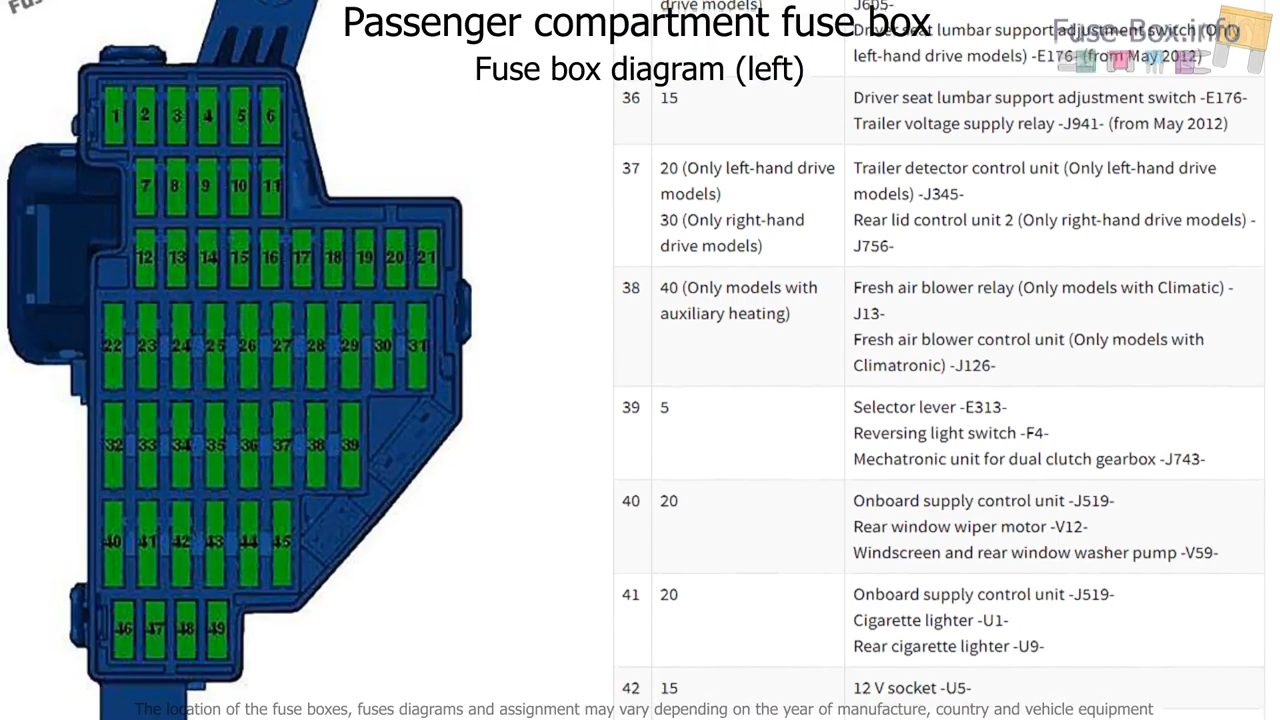 Passenger compartment fuse box
Fuse box diagram (left)
Fuse-Box.info
1 2 3 4 5 6
7 8 9 10 11
12 13 14 15 16 17 18 19 20 21
22 23 24 25 26 27 28 29 30 31
32 33 34 35 36 37 38 39
40 41 42 43 44 45
46 47 48 49
drive models)
J605-
Driver seat lumbar support adjustment switch (Only
left-hand drive models) -E176- (from May 2012)
36 15 Driver seat lumbar support adjustment switch -E176-
Trailer voltage supply relay -J941- (from May 2012)
37 20 (Only left-hand drive Trailer detector control unit (Only left-hand drive
models) models) -J345-
30 (Only right-hand Rear lid control unit 2 (Only right-hand drive models) -
drive models) J756-
38 40 (Only models with Fresh air blower relay (Only models with Climatic) -
auxiliary heating) J13-
Fresh air blower control unit (Only models with
Climatronic) -J126-
39 5 Selector lever -E313-
Reversing light switch -F4-
Mechatronic unit for dual clutch gearbox -J743-
40 20 Onboard supply control unit -J519-
Rear window wiper motor -V12-
Windscreen and rear window washer pump -V59-
41 20 Onboard supply control unit -J519-
Cigarette lighter -U1-
Rear cigarette lighter -U9-
42 15 12 V socket -U5-
The location of the fuse boxes, fuses diagrams and assignment may vary depending on the year of manufacture, country and vehicle equipment